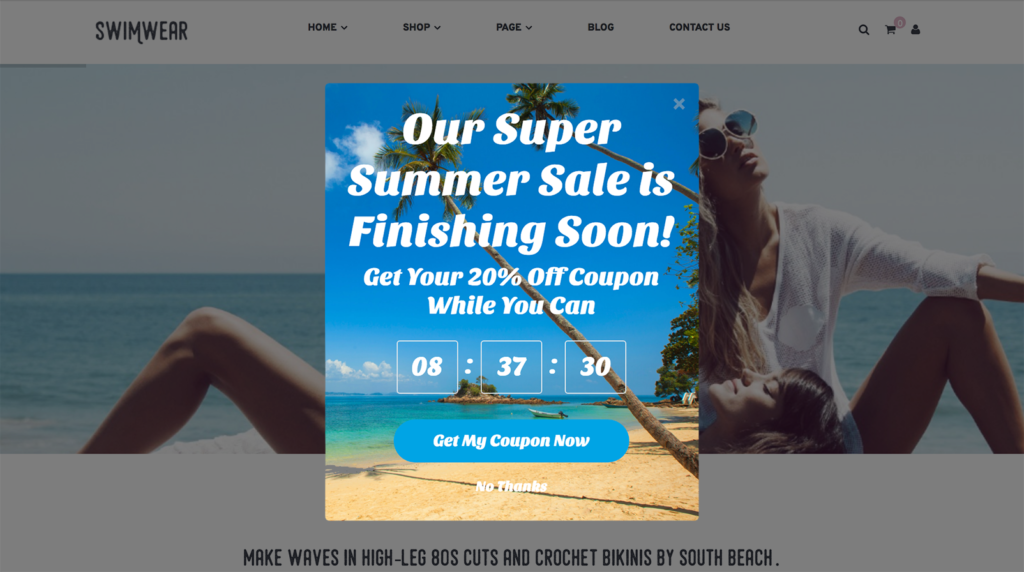 SWIMWEAR
HOME
SHOP
PAGE
BLOG
CONTACT US
0
Our Super
Summer Sale is
Finishing Soon!
Get Your 20% Off Coupon
While You Can
08 : 37 : 30
Get My Coupon Now
No Thanks
MAKE WAVES IN HIGH-LEG 80S CUTS AND CROCHET BIKINIS BY SOUTH BEACH.